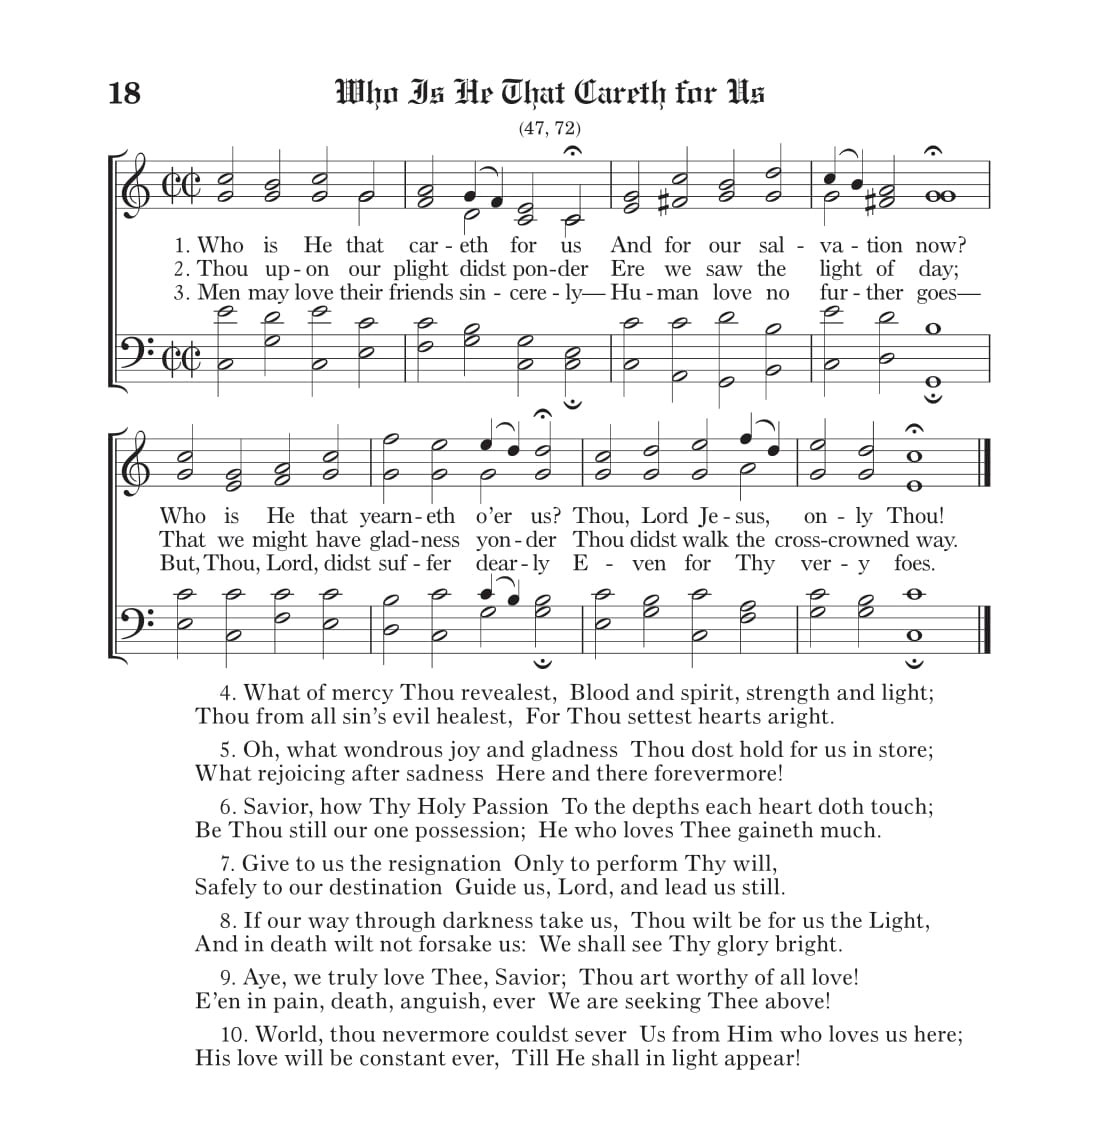 18 Who Is He That Careth for Us
(47, 72)
1. Who is He that car - eth for us And for our sal - va - tion now?
2. Thou up - on our plight didst pon-der Ere we saw the light of day;
3. Men may love their friends sin - cere - ly— Hu - man love no fur - ther goes—
Who is He that yearn - eth o’er us? Thou, Lord Je - sus, on - ly Thou!
That we might have glad-ness yon - der Thou didst walk the cross-crowned way.
But, Thou, Lord, didst suf - fer dear - ly E - ven for Thy ver - y foes.
4. What of mercy Thou revealest, Blood and spirit, strength and light;
Thou from all sin’s evil healest, For Thou settest hearts aright.
5. Oh, what wondrous joy and gladness Thou dost hold for us in store;
What rejoicing after sadness Here and there forevermore!
6. Savior, how Thy Holy Passion To the depths each heart doth touch;
Be Thou still our one possession; He who loves Thee gaineth much.
7. Give to us the resignation Only to perform Thy will,
Safely to our destination Guide us, Lord, and lead us still.
8. If our way through darkness take us, Thou wilt be for us the Light,
And in death wilt not forsake us: We shall see Thy glory bright.
9. Aye, we truly love Thee, Savior; Thou art worthy of all love!
E’en in pain, death, anguish, ever We are seeking Thee above!
10. World, thou nevermore couldst sever Us from Him who loves us here;
His love will be constant ever, Till He shall in light appear!